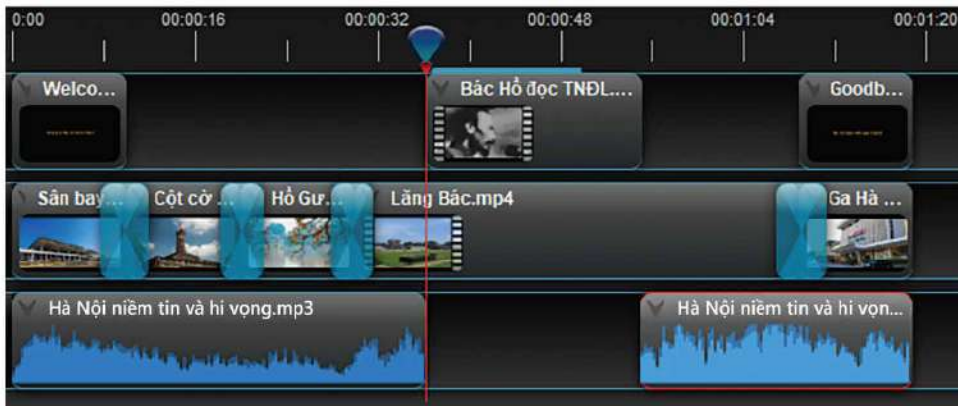 0:00 00:00:16 00:00:32 00:00:48 00:01:04 00:01:20
Welco... Bác Hồ đọc TNĐL.... Goodb...
Sân bay... Cột cờ ... Hồ Gư... Lăng Bác.mp4 Ga Hà ...
Hà Nội niềm tin và hi vọng.mp3 Hà Nội niềm tin và hi vọn...